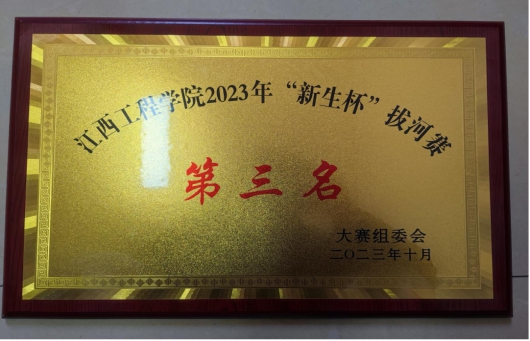 江西工程学院2023年“新生杯”拔河赛
第三名
大赛组委会
二〇二三年十月